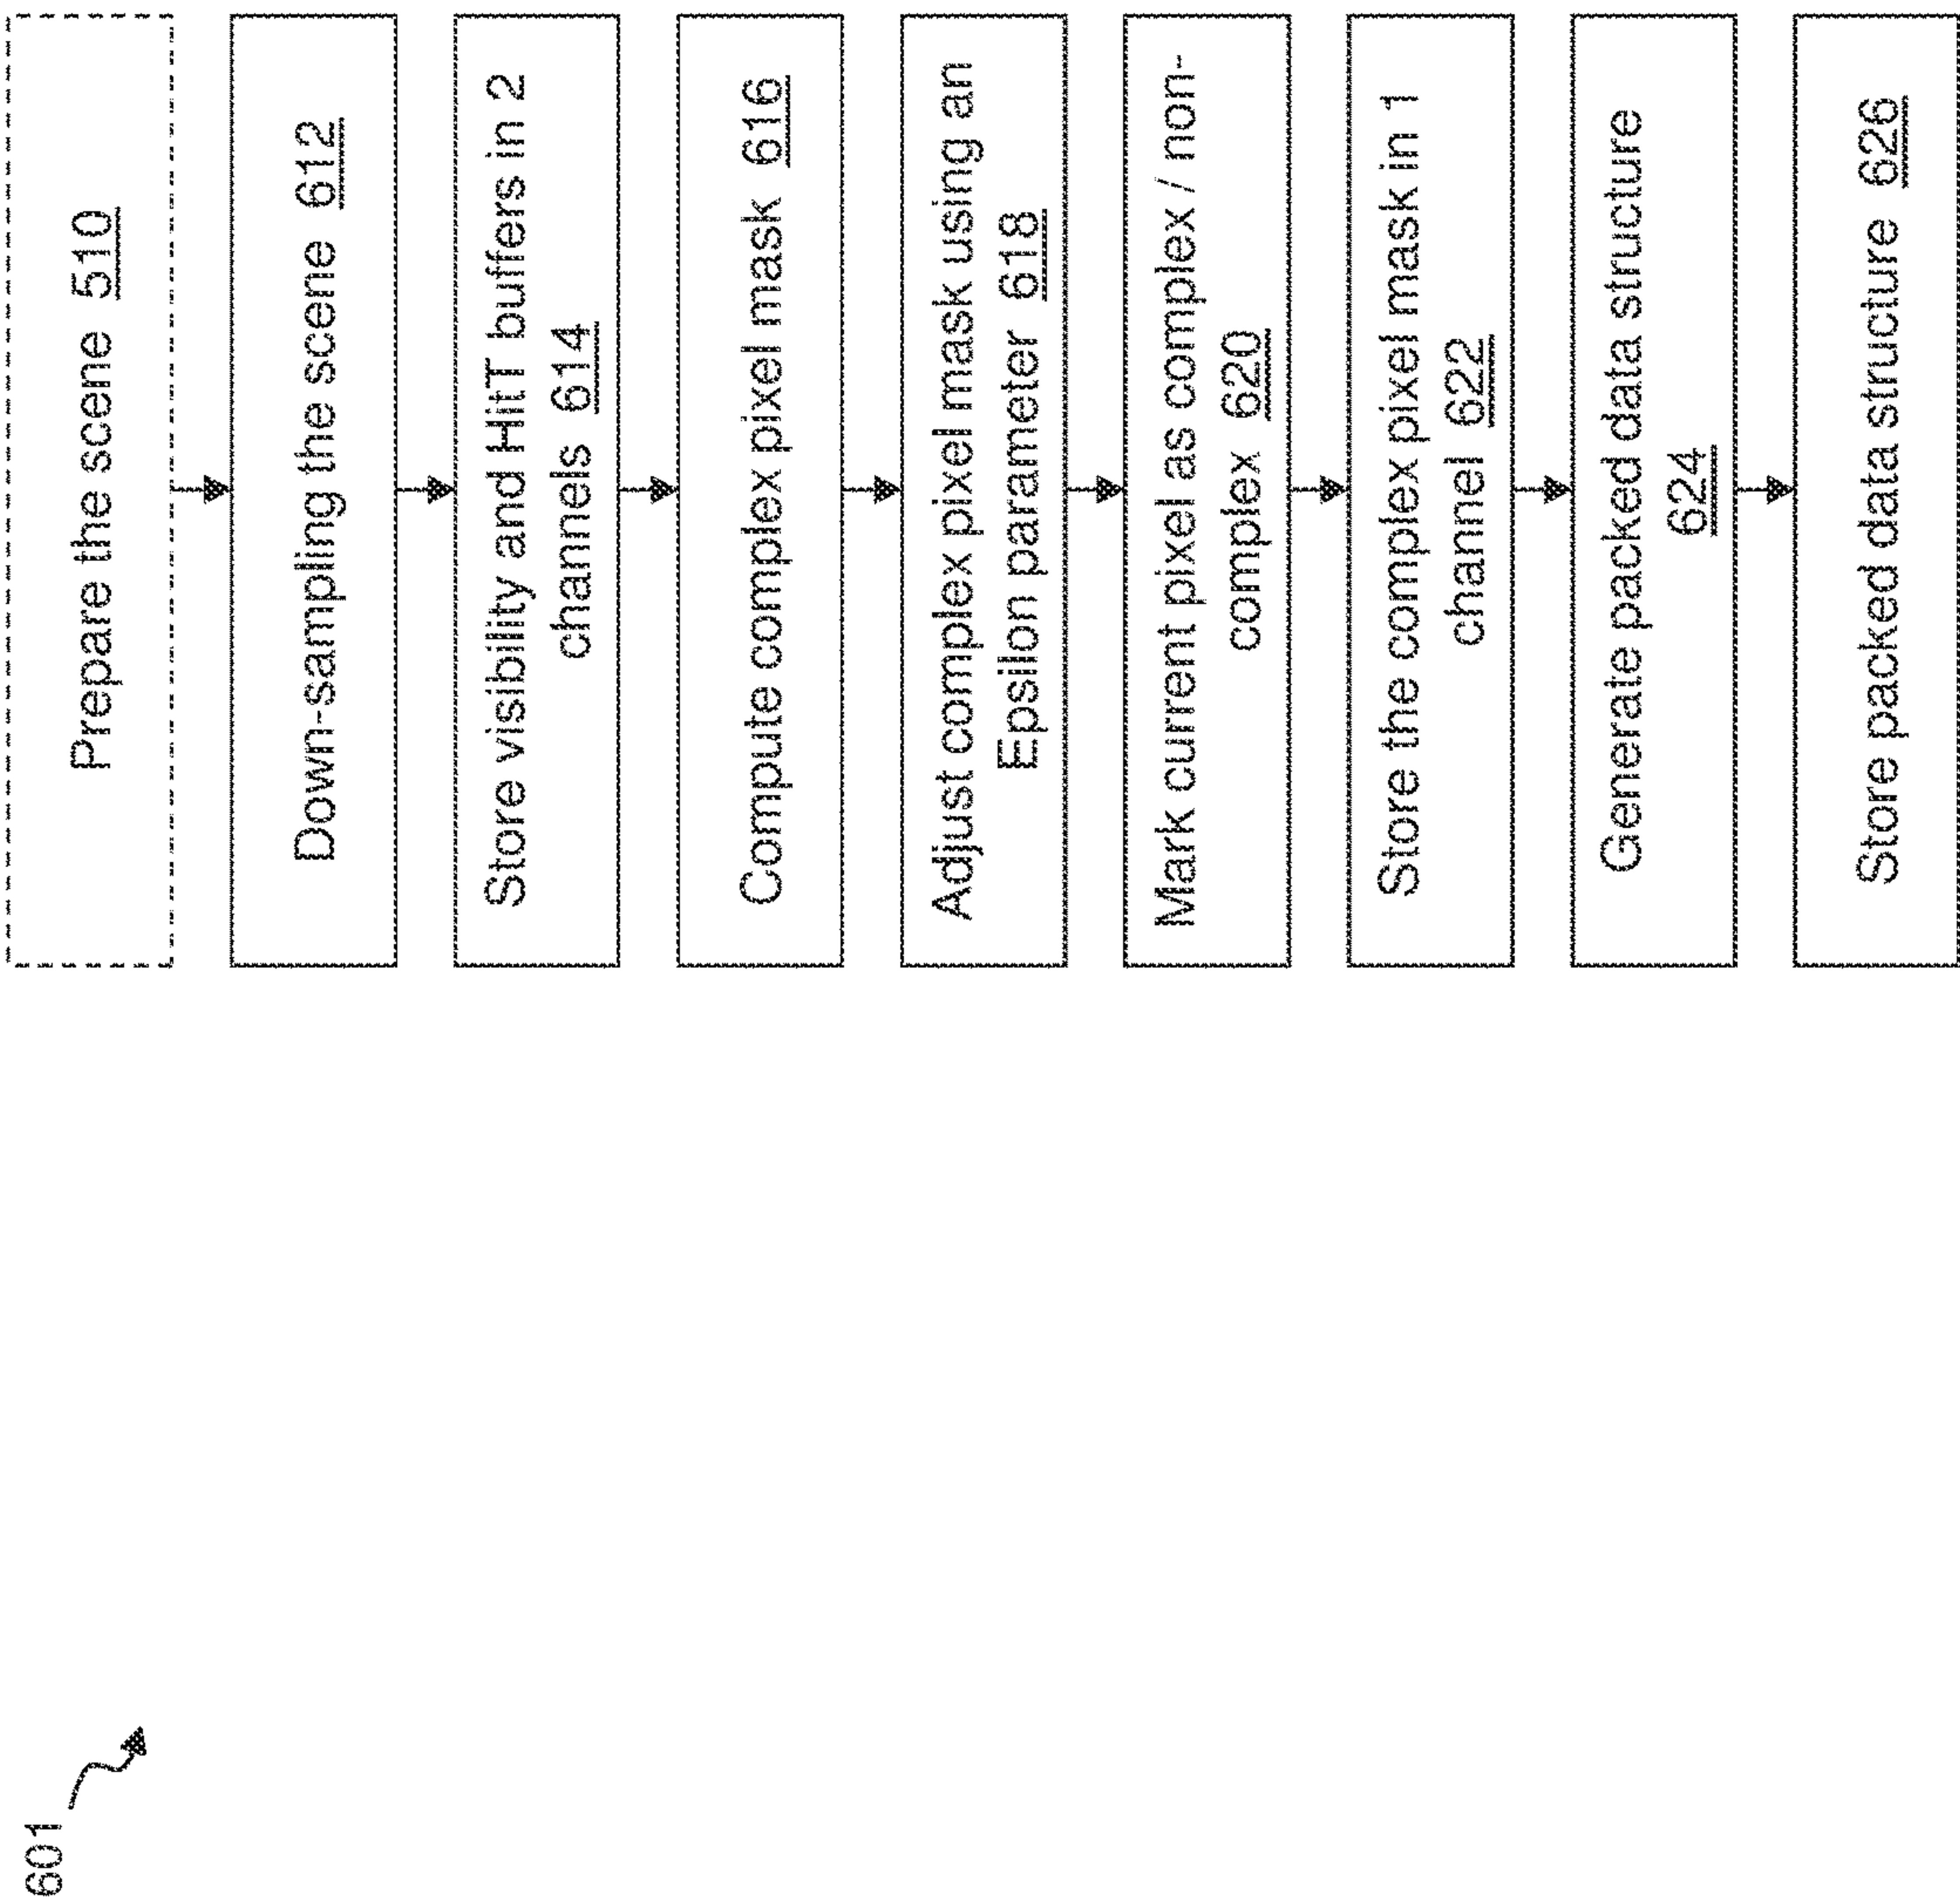 601
Prepare the scene 510
Down-sampling the scene 612
Store visibility and HitT buffers in 2
channels 614
Compute complex pixel mask 616
Adjust complex pixel mask using an
Epsilon parameter 618
Mark current pixel as complex / non-
complex 620
Store the complex pixel mask in 1
channel 622
Generate packed data structure
624
Store packed data structure 626